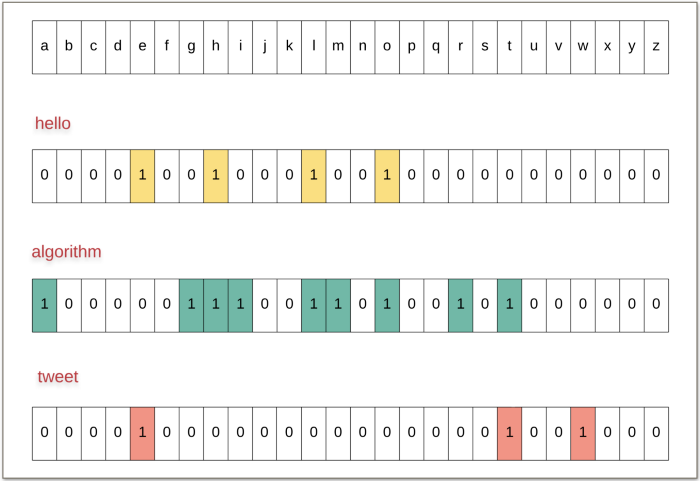 a b c d e f g h i j k l m n o p q r s t u v w x y z
hello
0 0 0 0 1 0 0 1 0 0 0 1 0 0 1 0 0 0 0 0 0 0 0 0 0 0
algorithm
1 0 0 0 0 0 1 1 1 0 0 1 1 0 1 0 0 1 0 1 0 0 0 0 0 0
tweet
0 0 0 0 1 0 0 0 0 0 0 0 0 0 0 0 0 0 0 1 0 0 1 0 0 0